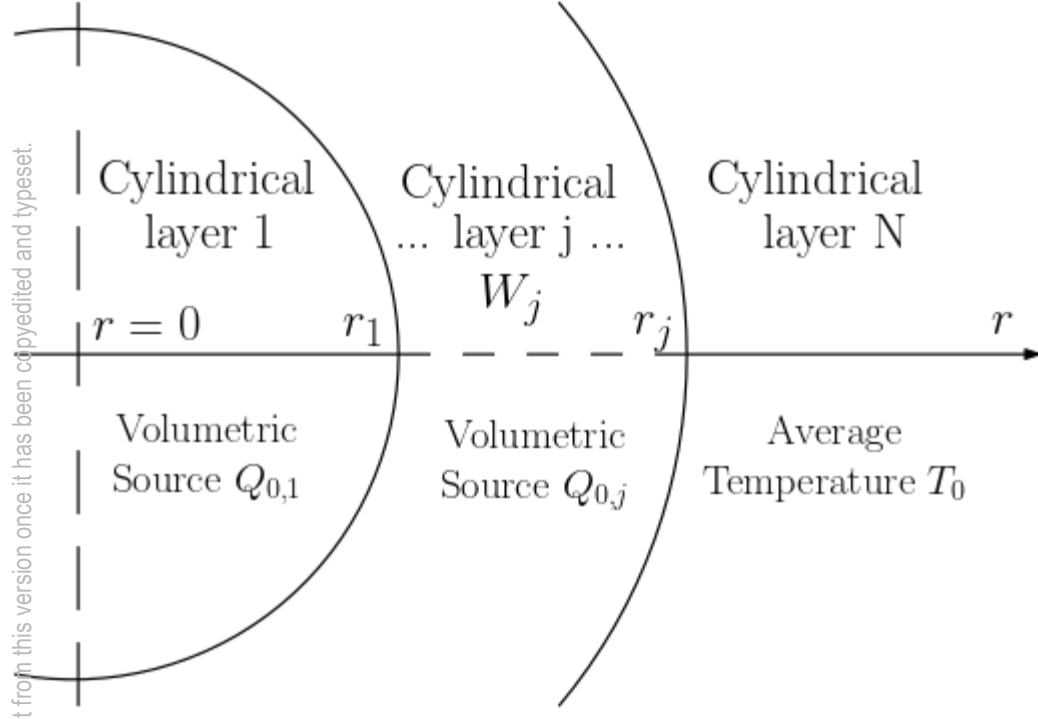 t from this version once it has been copyedited and typeset.
Cylindrical
layer 1
Cylindrical
... layer j ...
W_j
Cylindrical
layer N
r = 0
r_1
r_j
r
Volumetric
Source Q_{0,1}
Volumetric
Source Q_{0,j}
Average
Temperature T_0